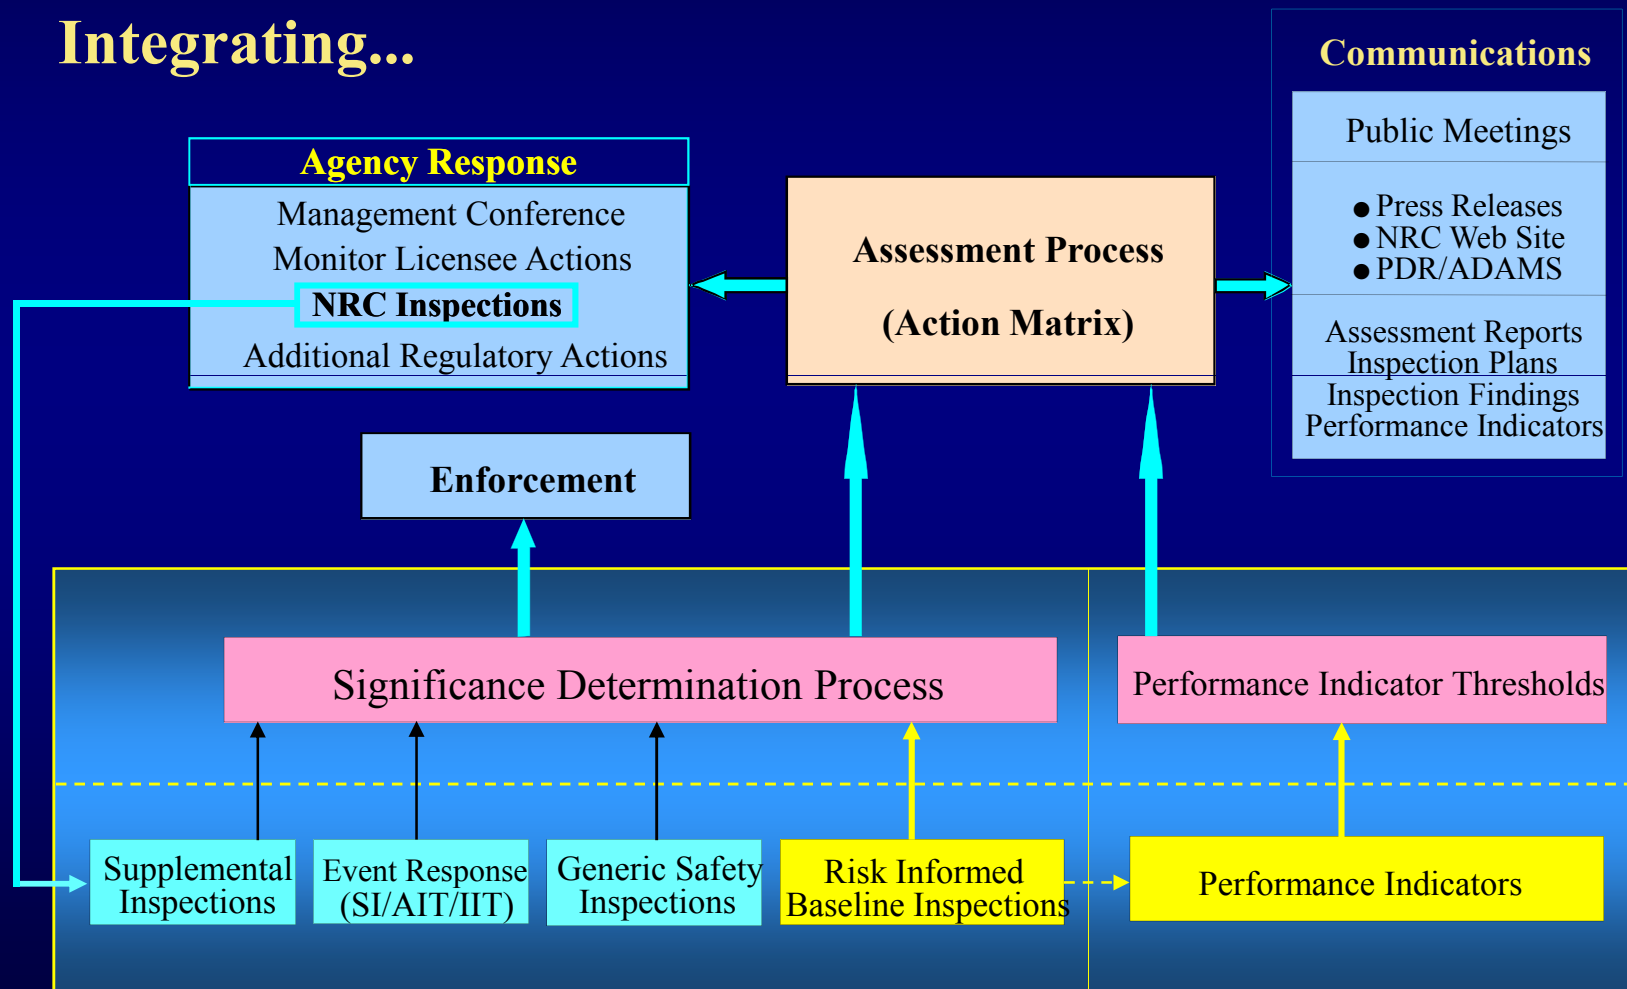 Integrating...
Communications
Public Meetings
● Press Releases
● NRC Web Site
● PDR/ADAMS
Assessment Reports
Inspection Plans
Inspection Findings
Performance Indicators
Agency Response
Management Conference
Monitor Licensee Actions
NRC Inspections
Additional Regulatory Actions
Assessment Process
(Action Matrix)
Enforcement
Significance Determination Process
Performance Indicator Thresholds
Supplemental
Inspections
Event Response
(SI/AIT/IIT)
Generic Safety
Inspections
Risk Informed
Baseline Inspections
Performance Indicators